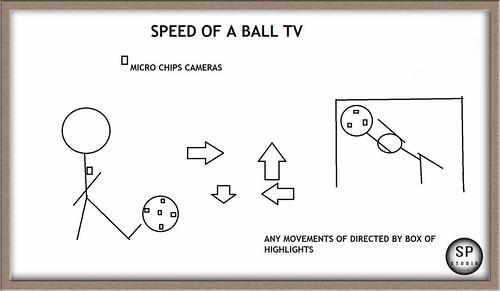 SPEED OF A BALL TV
MICRO CHIPS CAMERAS
ANY MOVEMENTS OF DIRECTED BY BOX OF
HIGHLIGHTS
SP
STUDIO